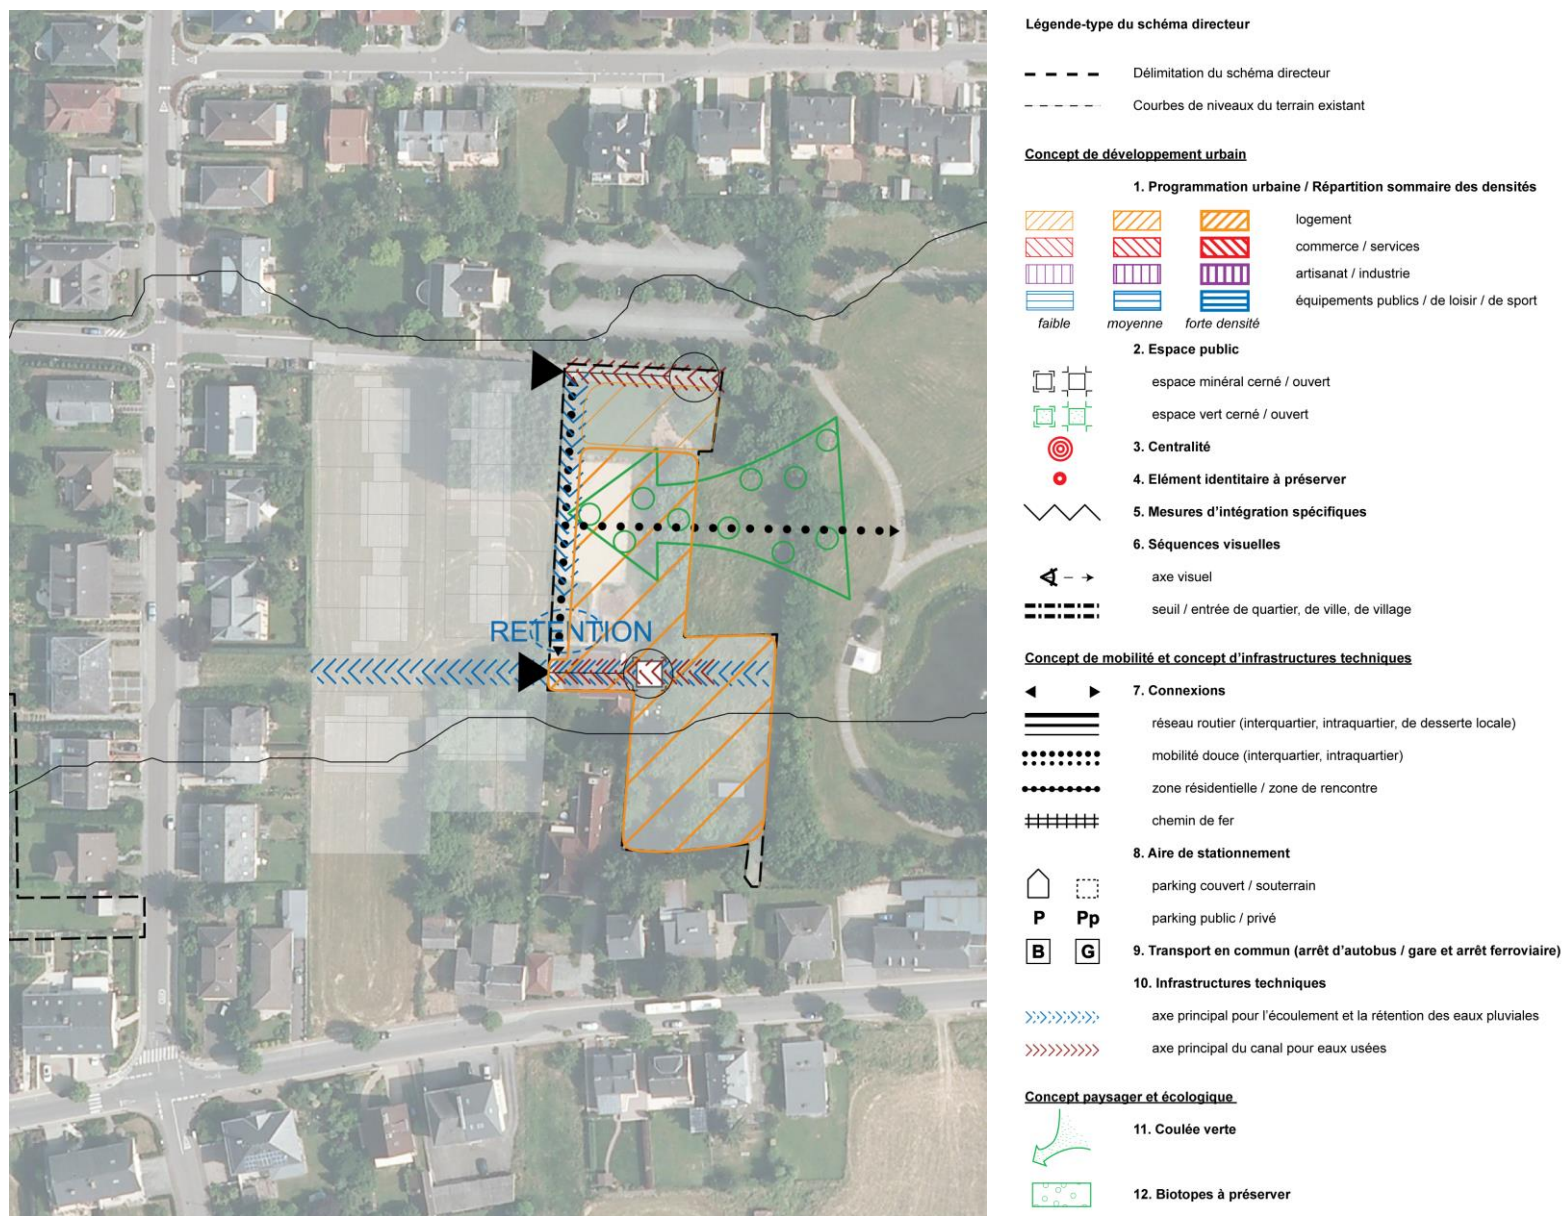 RETENTION
Légende-type du schéma directeur
Délimitation du schéma directeur
Courbes de niveaux du terrain existant
Concept de développement urbain
1. Programmation urbaine / Répartition sommaire des densités
logement
commerce / services
artisanat / industrie
équipements publics / de loisir / de sport
faible moyenne forte densité
2. Espace public
espace minéral cerné / ouvert
espace vert cerné / ouvert
3. Centralité
4. Elément identitaire à préserver
5. Mesures d'intégration spécifiques
6. Séquences visuelles
axe visuel
seuil / entrée de quartier, de ville, de village
Concept de mobilité et concept d'infrastructures techniques
7. Connexions
réseau routier (interquartier, intraquartier, de desserte locale)
mobilité douce (interquartier, intraquartier)
zone résidentielle / zone de rencontre
chemin de fer
8. Aire de stationnement
parking couvert / souterrain
P Pp parking public / privé
B G 9. Transport en commun (arrêt d'autobus / gare et arrêt ferroviaire)
10. Infrastructures techniques
axe principal pour l'écoulement et la rétention des eaux pluviales
axe principal du canal pour eaux usées
Concept paysager et écologique
11. Coulée verte
12. Biotopes à préserver